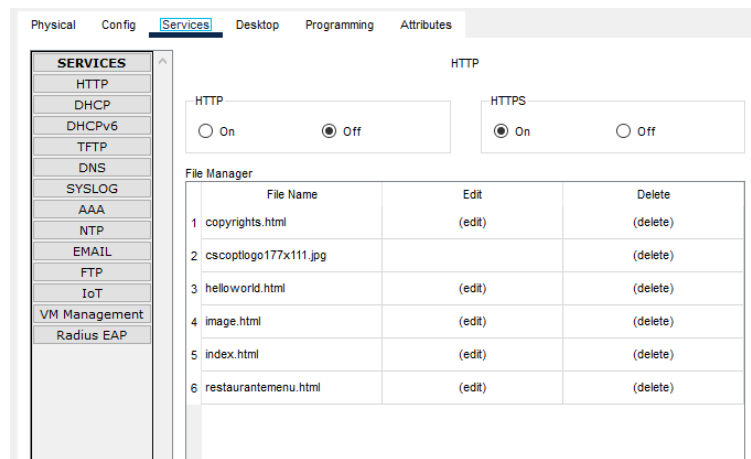 Physical Config Services Desktop Programming Attributes
SERVICES
HTTP
DHCP
DHCPv6
TFTP
DNS
SYSLOG
AAA
NTP
EMAIL
FTP
IoT
VM Management
Radius EAP
HTTP
HTTP
On Off
HTTPS
On Off
File Manager
File Name Edit Delete
1 copyrights.html (edit) (delete)
2 cscoptlogo177x111.jpg (delete)
3 helloworld.html (edit) (delete)
4 image.html (edit) (delete)
5 index.html (edit) (delete)
6 restaurantemenu.html (edit) (delete)